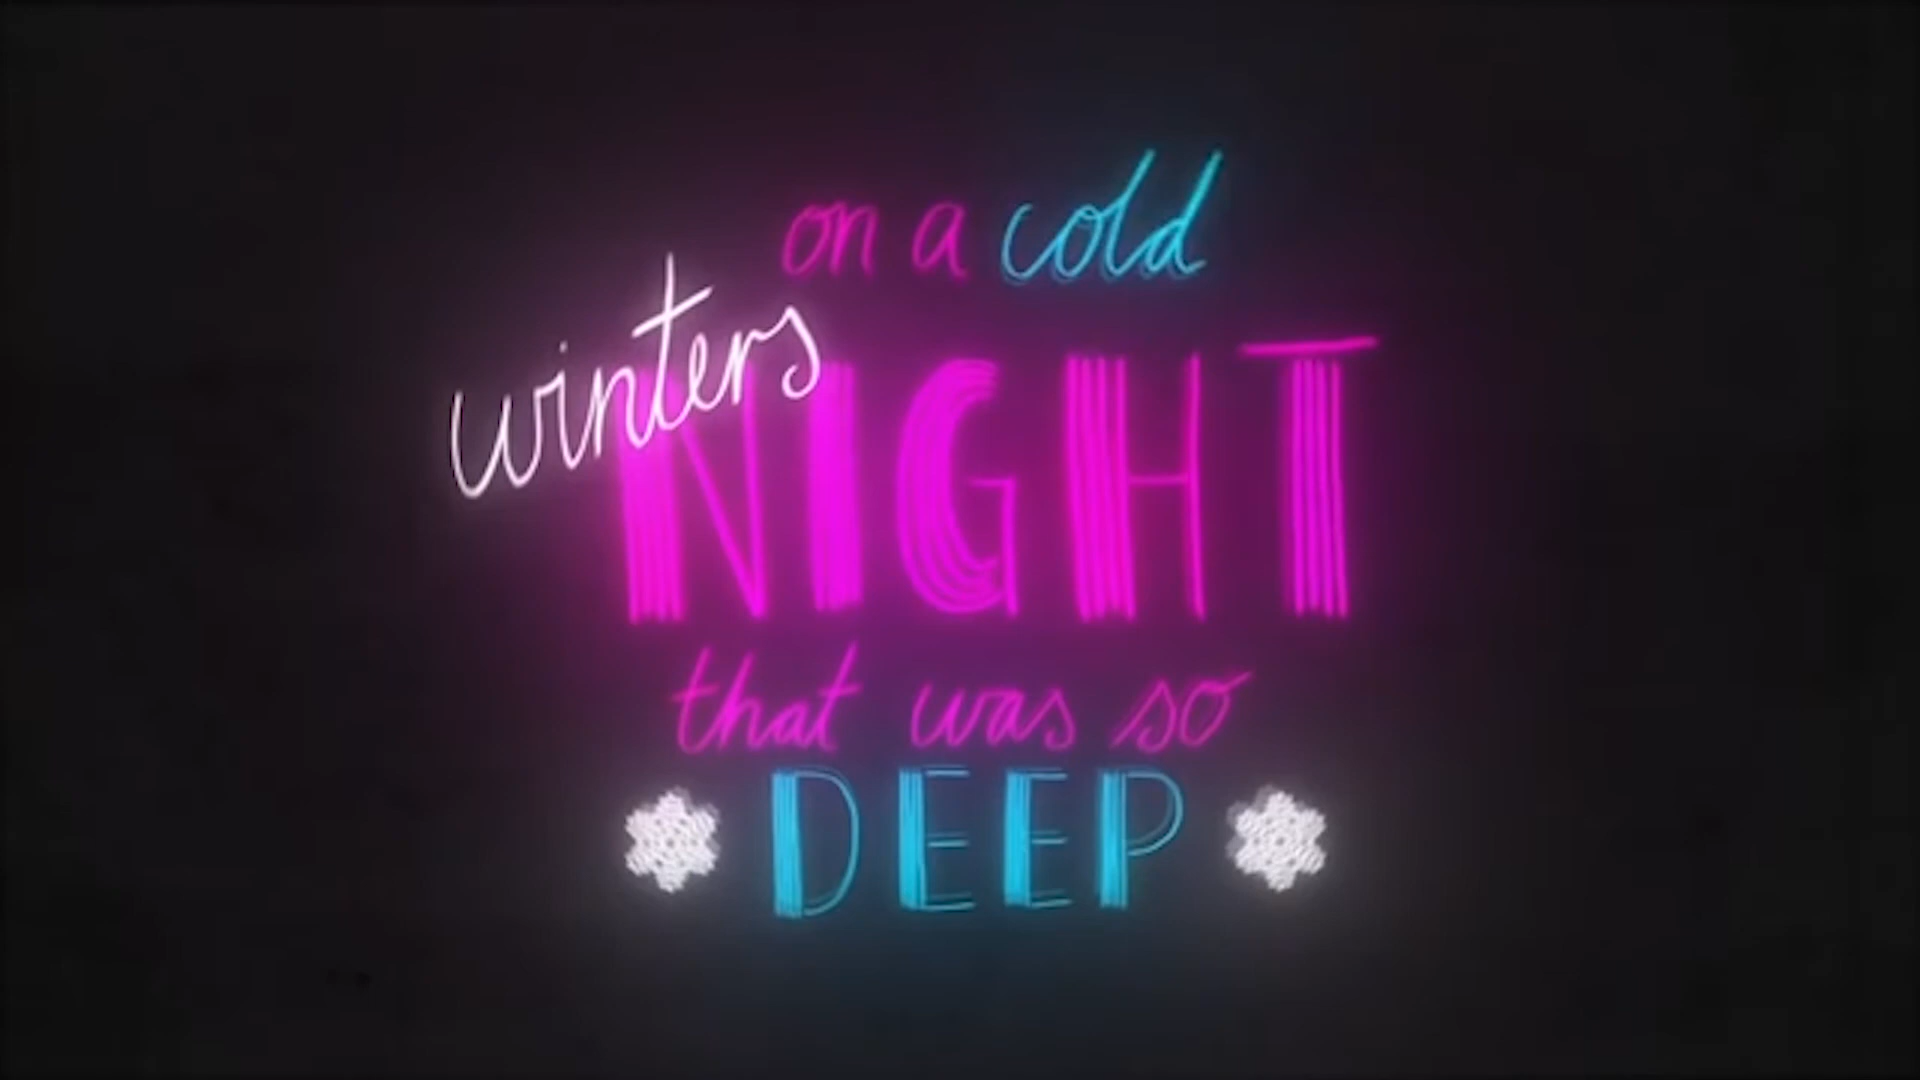 on a cold
winters
NIGHT
that was so
DEEP